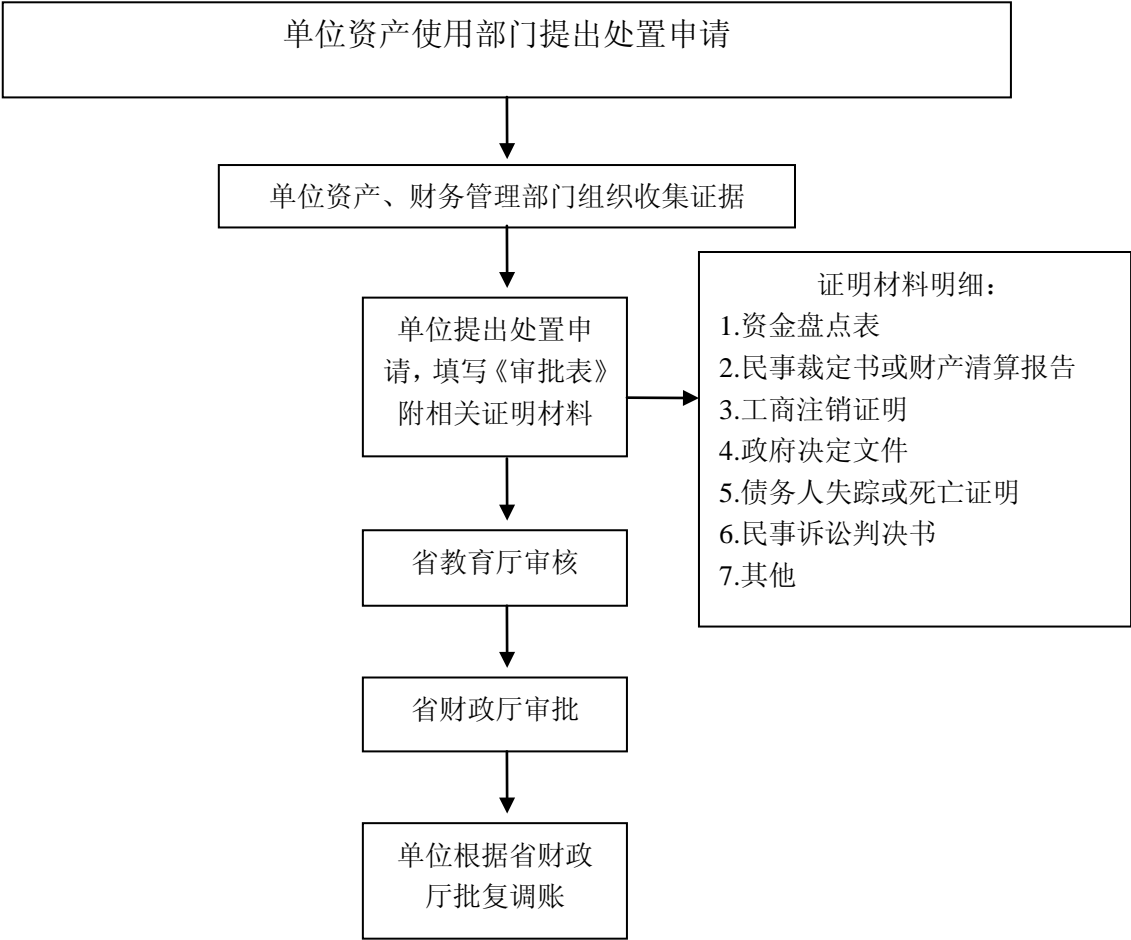 单位资产使用部门提出处置申请
单位资产、财务管理部门组织收集证据
单位提出处置申
请，填写《审批表》
附相关证明材料
证明材料明细：
1.资金盘点表
2.民事裁定书或财产清算报告
3.工商注销证明
4.政府决定文件
5.债务人失踪或死亡证明
6.民事诉讼判决书
7.其他
省教育厅审核
省财政厅审批
单位根据省财政
厅批复调账